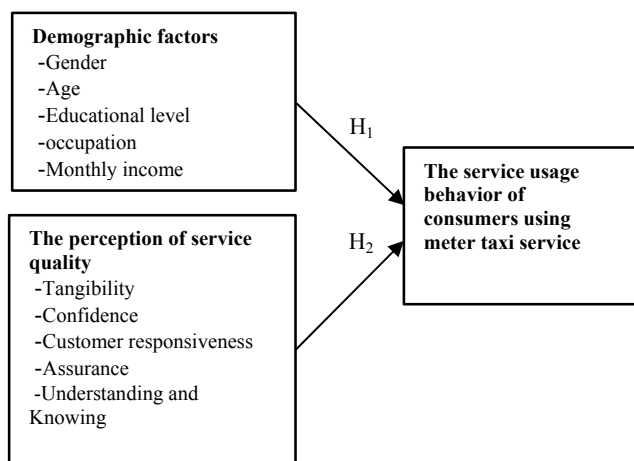 Demographic factors
-Gender
-Age
-Educational level
-occupation
-Monthly income
H1
The service usage
behavior of
consumers using
meter taxi service
The perception of service
quality
-Tangibility
-Confidence
-Customer responsiveness
-Assurance
-Understanding and
Knowing
H2